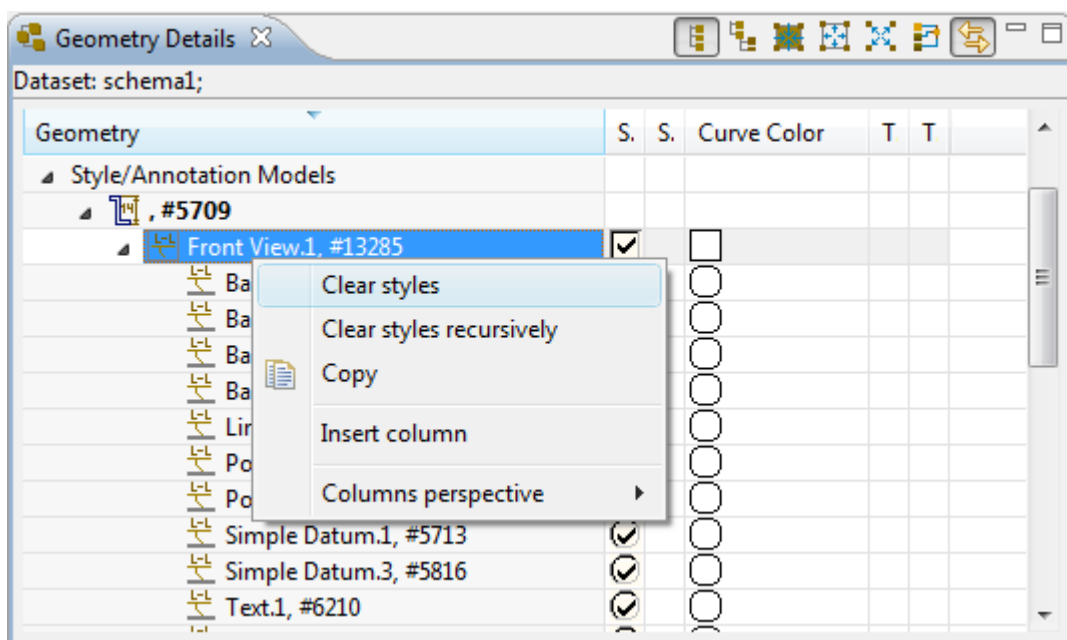 Geometry Details
Dataset: schema1;
Geometry S. S. Curve Color T T
Style/Annotation Models
, #5709
Front View.1, #13285
Ba
Clear styles
Ba
Clear styles recursively
Ba
Copy
Ba
Lir
Insert column
Po
Po
Columns perspective
Simple Datum.1, #5713
Simple Datum.3, #5816
Text.1, #6210